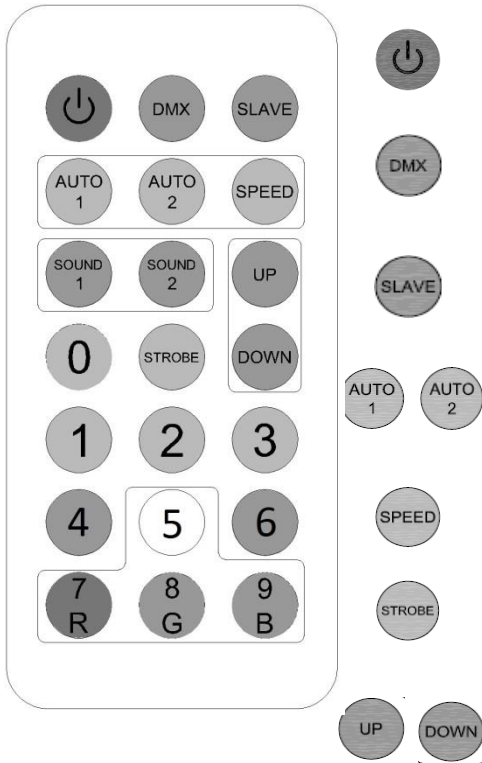 DMX SLAVE
AUTO 1 AUTO 2 SPEED
SOUND 1 SOUND 2 UP
0 STROBE DOWN
1 2 3
4 5 6
7 R 8 G 9 B
DMX
SLAVE
AUTO 1 AUTO 2
SPEED
STROBE
UP DOWN